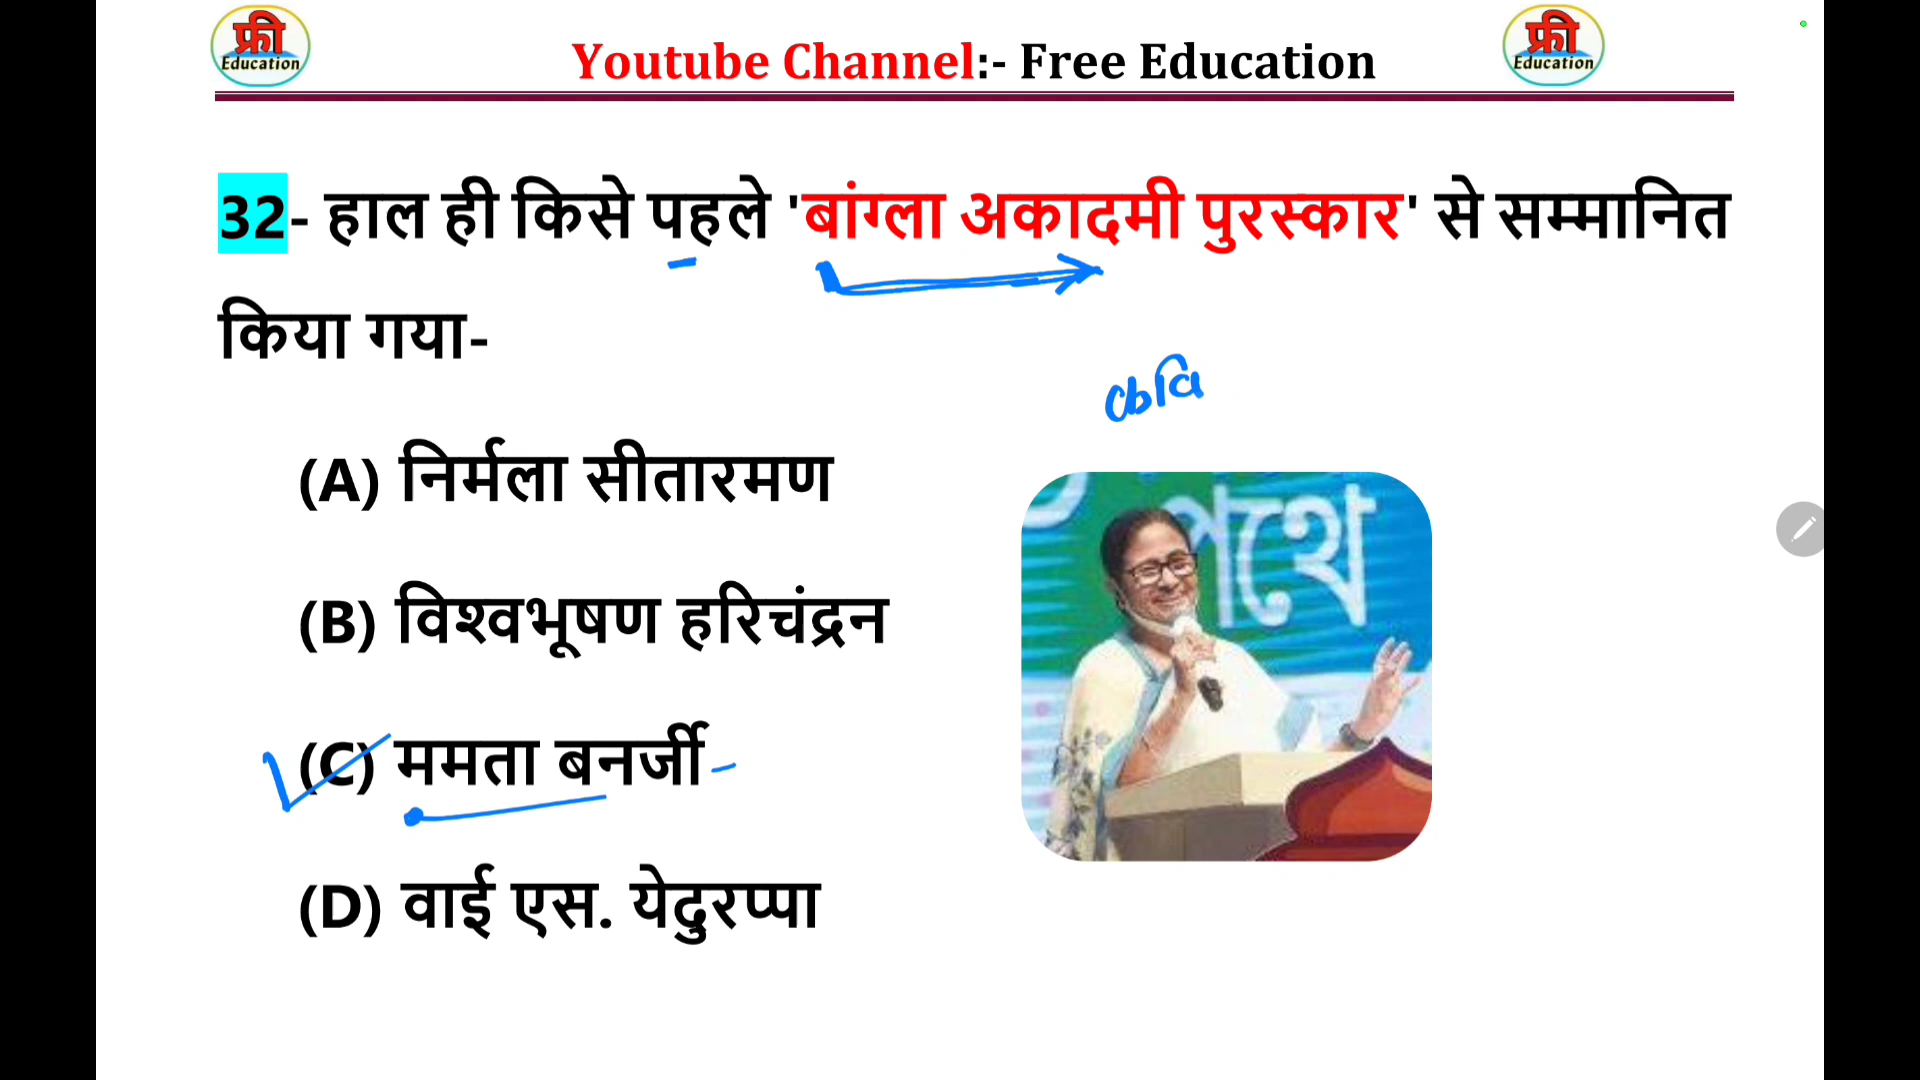 फ्री
Education
Youtube Channel:- Free Education
फ्री
Education
32- हाल ही किसे पहले 'बांग्ला अकादमी पुरस्कार' से सम्मानित
किया गया-
कवि
(A) निर्मला सीतारमण
পথে
(B) विश्वभूषण हरिचंद्रन
(C) ममता बनर्जी
(D) वाई एस. येदुरप्पा